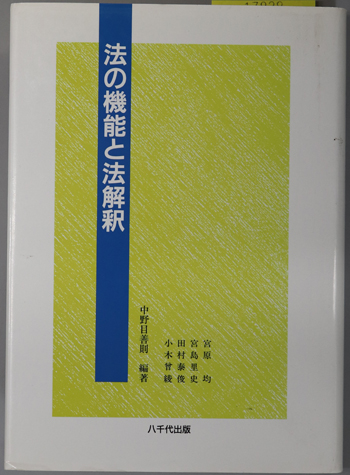 法の機能と法解釈
宮原 均
宮島里史
田村泰俊
小木曾綾
中野目善則 編著
八千代出版